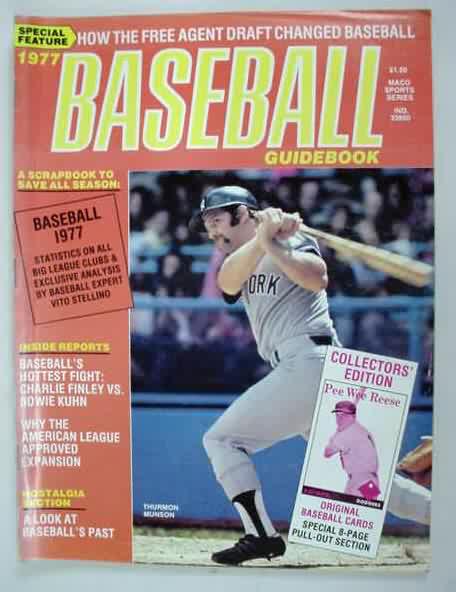 SPECIAL
FEATURE
HOW THE FREE AGENT DRAFT CHANGED BASEBALL
1977
BASEBALL
GUIDEBOOK
$1.50
MACO
SPORTS
SERIES
IND.
A SCRAPBOOK TO
SAVE ALL SEASON:
BASEBALL
1977
STATISTICS ON ALL
BIG LEAGUE CLUBS &
EXCLUSIVE ANALYSIS
BY BASEBALL EXPERT
VITO STELLINO
INSIDE REPORTS
BASEBALL'S
HOTTEST FIGHT:
CHARLIE FINLEY VS.
BOWIE KUHN
WHY THE
AMERICAN LEAGUE
APPROVED
EXPANSION
NOSTALGIA
SECTION
A LOOK AT
BASEBALL'S PAST
ORK
THURMON
MUNSON
COLLECTORS'
EDITION
Pee Wee Reese
DODGERS
ORIGINAL
BASEBALL CARDS
SPECIAL 8-PAGE
PULL-OUT SECTION